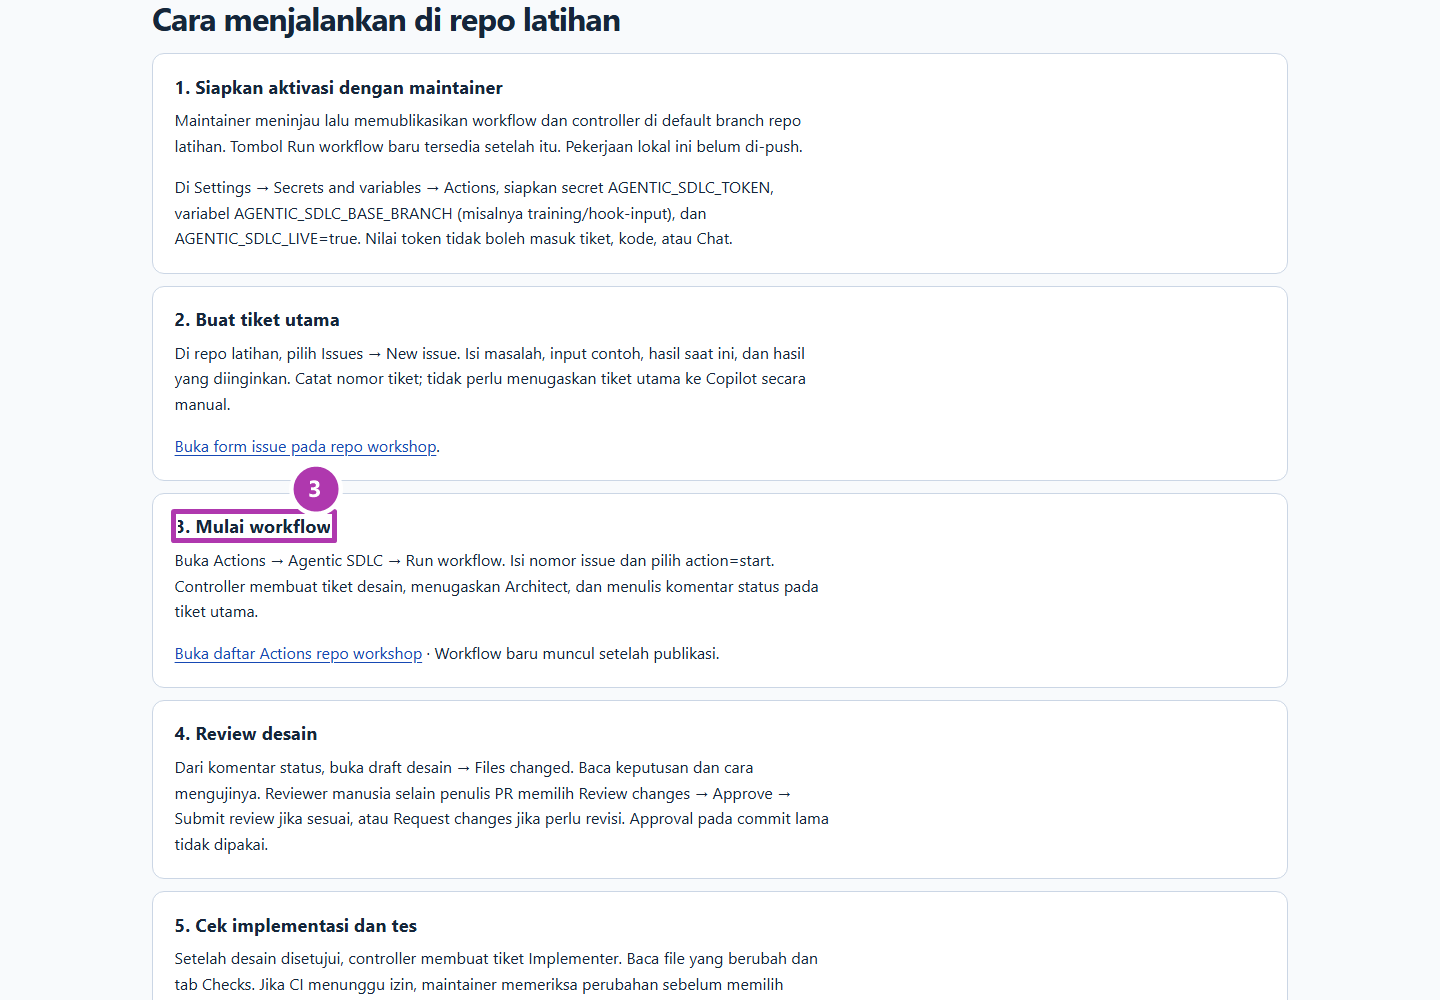 Cara menjalankan di repo latihan
1. Siapkan aktivasi dengan maintainer
Maintainer meninjau lalu memublikasikan workflow dan controller di default branch repo
latihan. Tombol Run workflow baru tersedia setelah itu. Pekerjaan lokal ini belum di-push.
Di Settings → Secrets and variables → Actions, siapkan secret AGENTIC_SDLC_TOKEN,
variabel AGENTIC_SDLC_BASE_BRANCH (misalnya training/hook-input), dan
AGENTIC_SDLC_LIVE=true. Nilai token tidak boleh masuk tiket, kode, atau Chat.
2. Buat tiket utama
Di repo latihan, pilih Issues → New issue. Isi masalah, input contoh, hasil saat ini, dan hasil
yang diinginkan. Catat nomor tiket; tidak perlu menugaskan tiket utama ke Copilot secara
manual.
Buka form issue pada repo workshop.
3
3. Mulai workflow
Buka Actions → Agentic SDLC → Run workflow. Isi nomor issue dan pilih action=start.
Controller membuat tiket desain, menugaskan Architect, dan menulis komentar status pada
tiket utama.
Buka daftar Actions repo workshop · Workflow baru muncul setelah publikasi.
4. Review desain
Dari komentar status, buka draft desain → Files changed. Baca keputusan dan cara
mengujinya. Reviewer manusia selain penulis PR memilih Review changes → Approve →
Submit review jika sesuai, atau Request changes jika perlu revisi. Approval pada commit lama
tidak dipakai.
5. Cek implementasi dan tes
Setelah desain disetujui, controller membuat tiket Implementer. Baca file yang berubah dan
tab Checks. Jika CI menunggu izin, maintainer memeriksa perubahan sebelum memilih